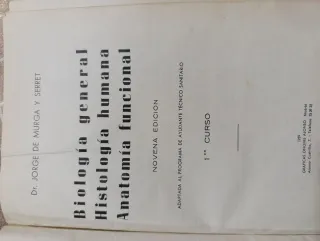 Dr. JORGE DE MURGA Y SERRET
Biología general
Histología humana
Anatomía funcional
NOVENA EDICIÓN
ADAPTADA AL PROGRAMA DE AYUDANTE TÉCNICO SANITARIO
1.er CURSO
GRÁFICAS